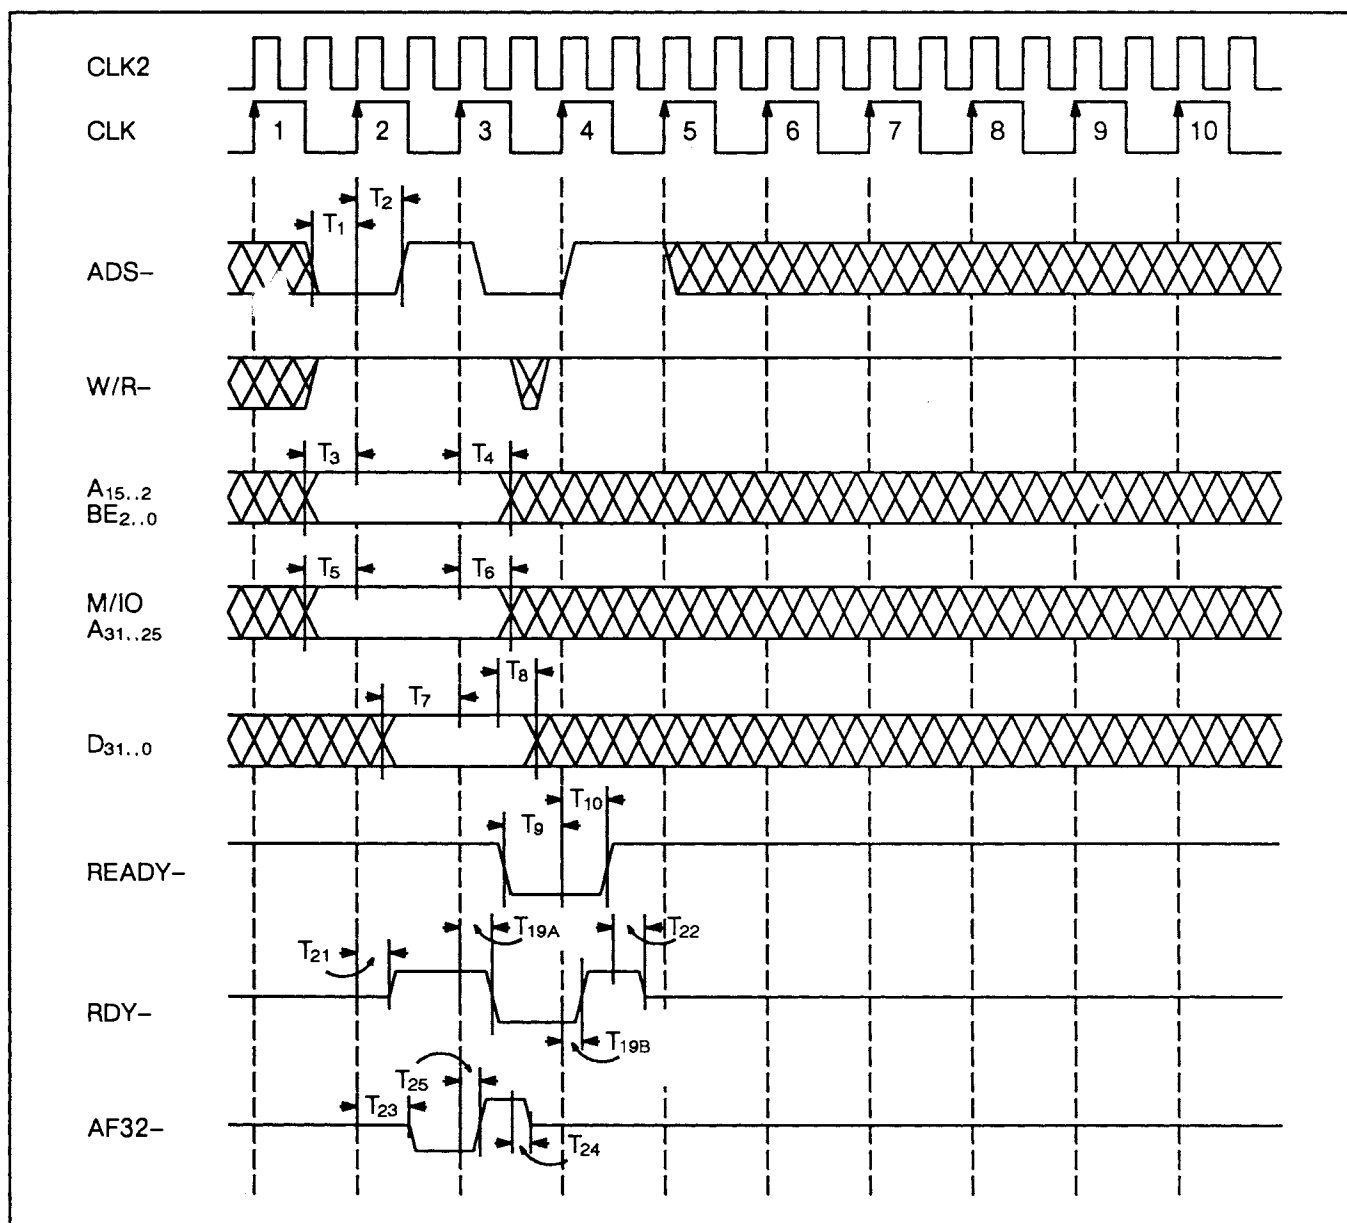 CLK2
CLK
1 2 3 4 5 6 7 8 9 10
T2
T1
ADS–
W/R–
T3 T4
A15..2
BE2..0
T5 T6
M/IO
A31..25
T8
T7
D31..0
T10
T9
READY–
T19A T22
T21
RDY–
T19B
T25
T23
AF32–
T24